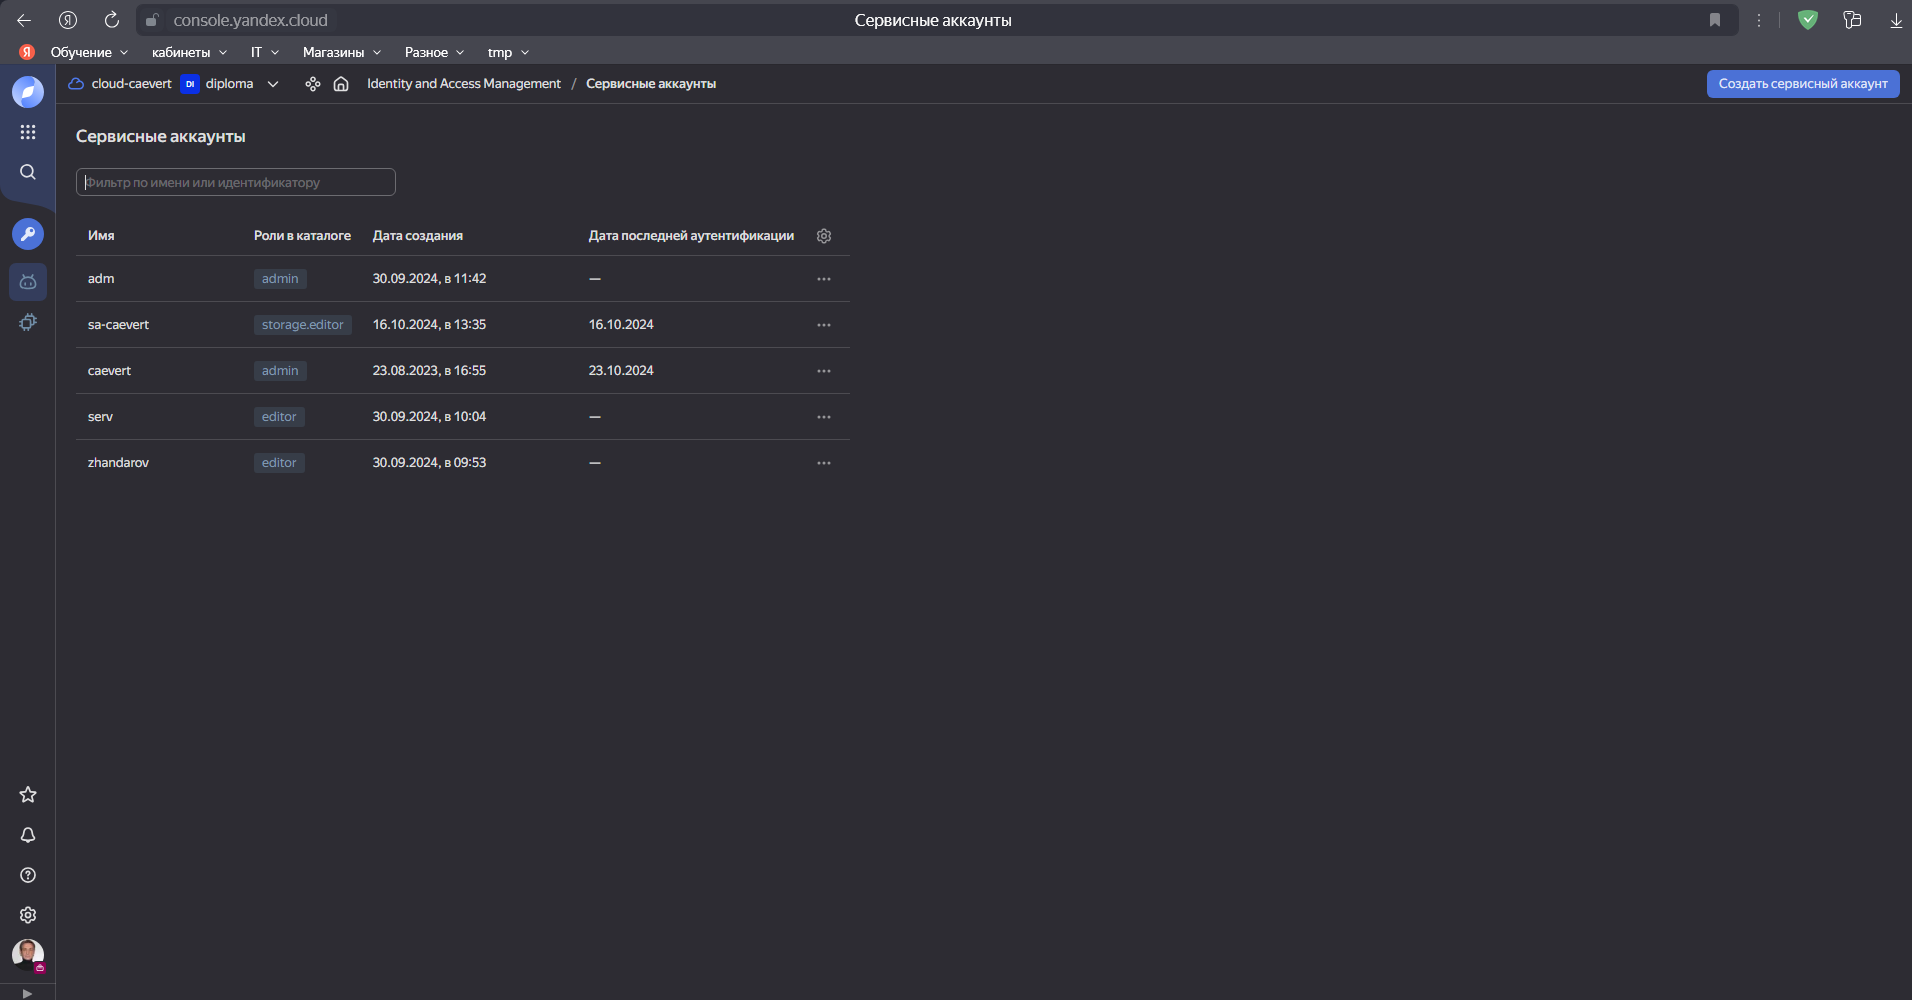 console.yandex.cloud
Сервисные аккаунты
Я Обучение кабинеты IT Магазины Разное tmp
cloud-caevert DI diploma Identity and Access Management / Сервисные аккаунты
Создать сервисный аккаунт
Сервисные аккаунты
Фильтр по имени или идентификатору
Имя Роли в каталоге Дата создания Дата последней аутентификации
adm admin 30.09.2024, в 11:42 —
sa-caevert storage.editor 16.10.2024, в 13:35 16.10.2024
caevert admin 23.08.2023, в 16:55 23.10.2024
serv editor 30.09.2024, в 10:04 —
zhandarov editor 30.09.2024, в 09:53 —